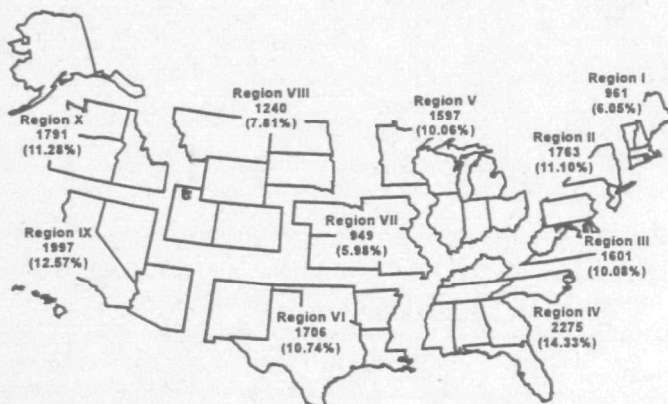 Region I
961
(6.05%)
Region VIII
1240
(7.81%)
Region V
1597
(10.06%)
Region X
1791
(11.28%)
Region II
1763
(11.10%)
Region IX
1997
(12.57%)
Region VII
949
(5.98%)
Region III
1601
(10.08%)
Region VI
1706
(10.74%)
Region IV
2275
(14.33%)